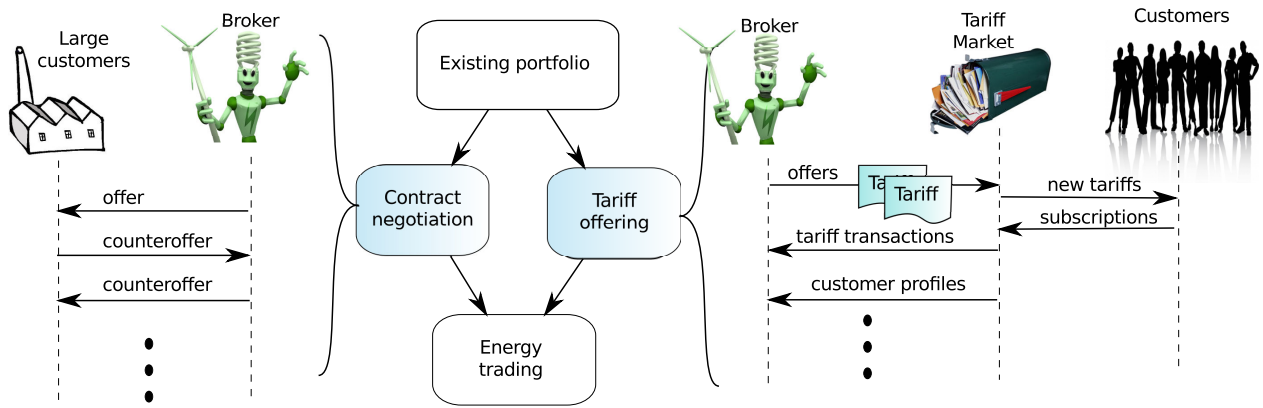 Large
customers
Broker
offer
counteroffer
counteroffer
Existing portfolio
Contract
negotiation
Tariff
offering
Energy
trading
Broker
Tariff
Market
Customers
offers
Tariff
Tariff
new tariffs
subscriptions
tariff transactions
customer profiles